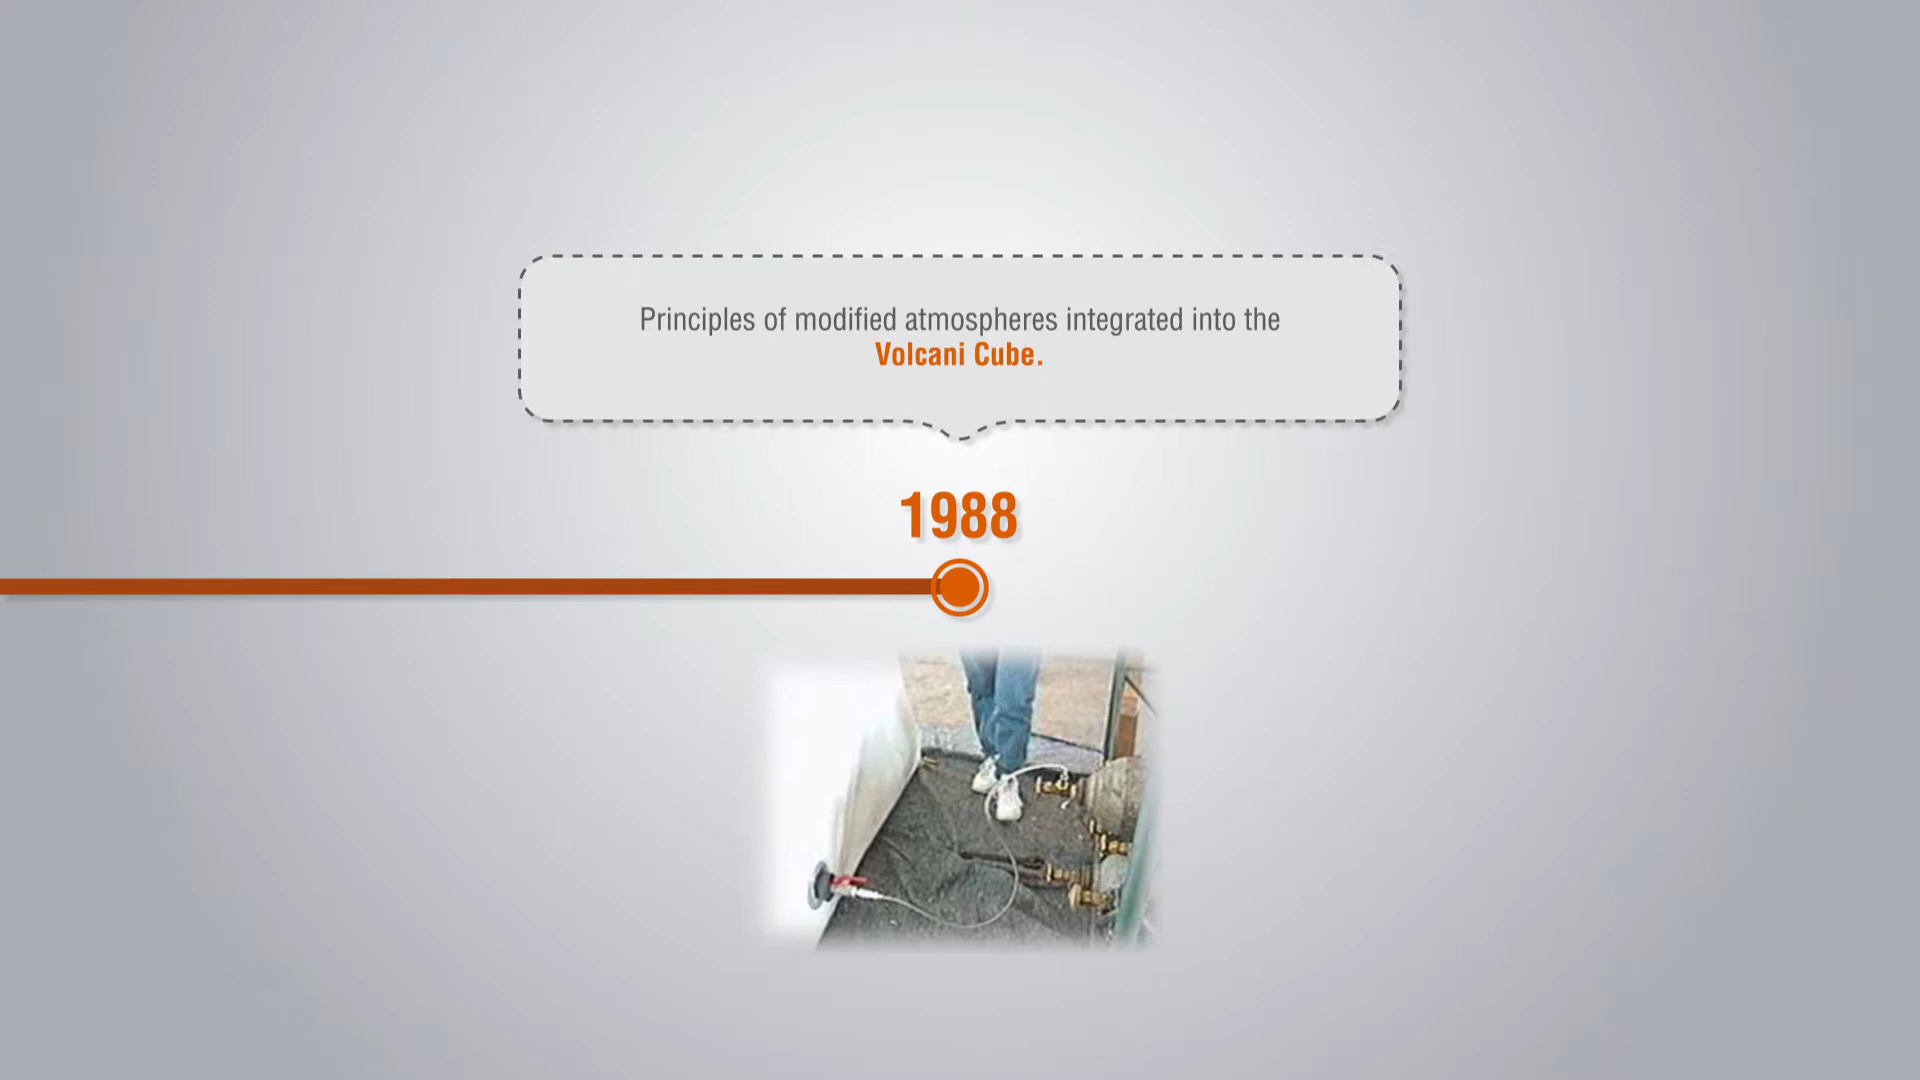 Principles of modified atmospheres integrated into the
Volcani Cube.
1988